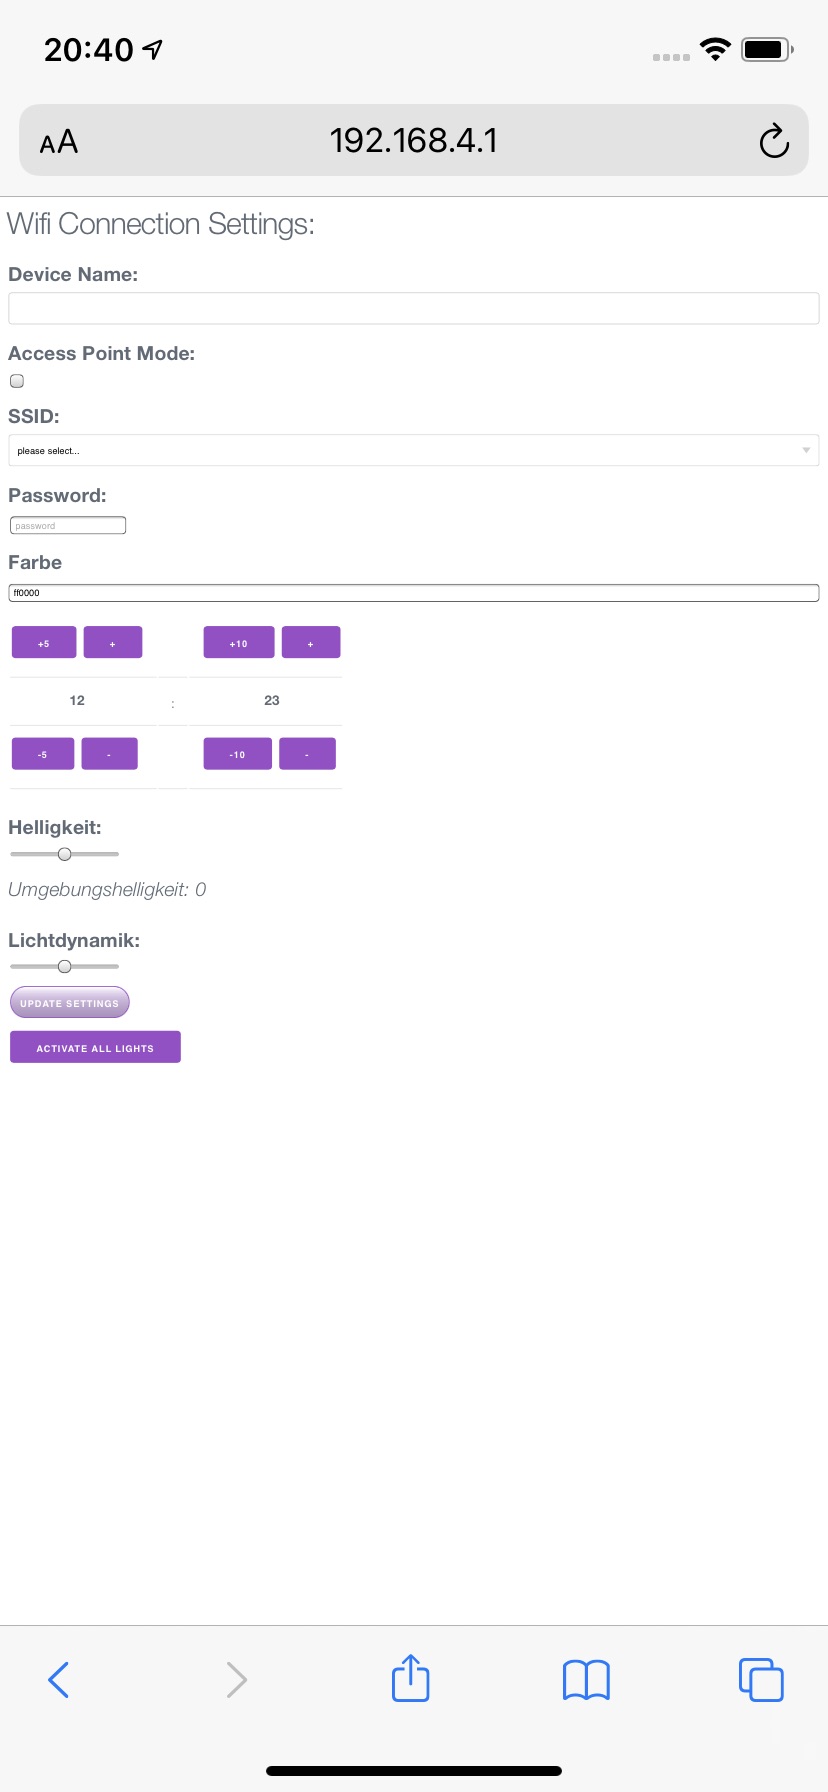 20:40
AA 192.168.4.1
Wifi Connection Settings:
Device Name:
Access Point Mode:
SSID:
please select...
Password:
password
Farbe
ff0000
+5 + +10 +
12 : 23
-5 - -10 -
Helligkeit:
Umgebungshelligkeit: 0
Lichtdynamik:
UPDATE SETTINGS
ACTIVATE ALL LIGHTS